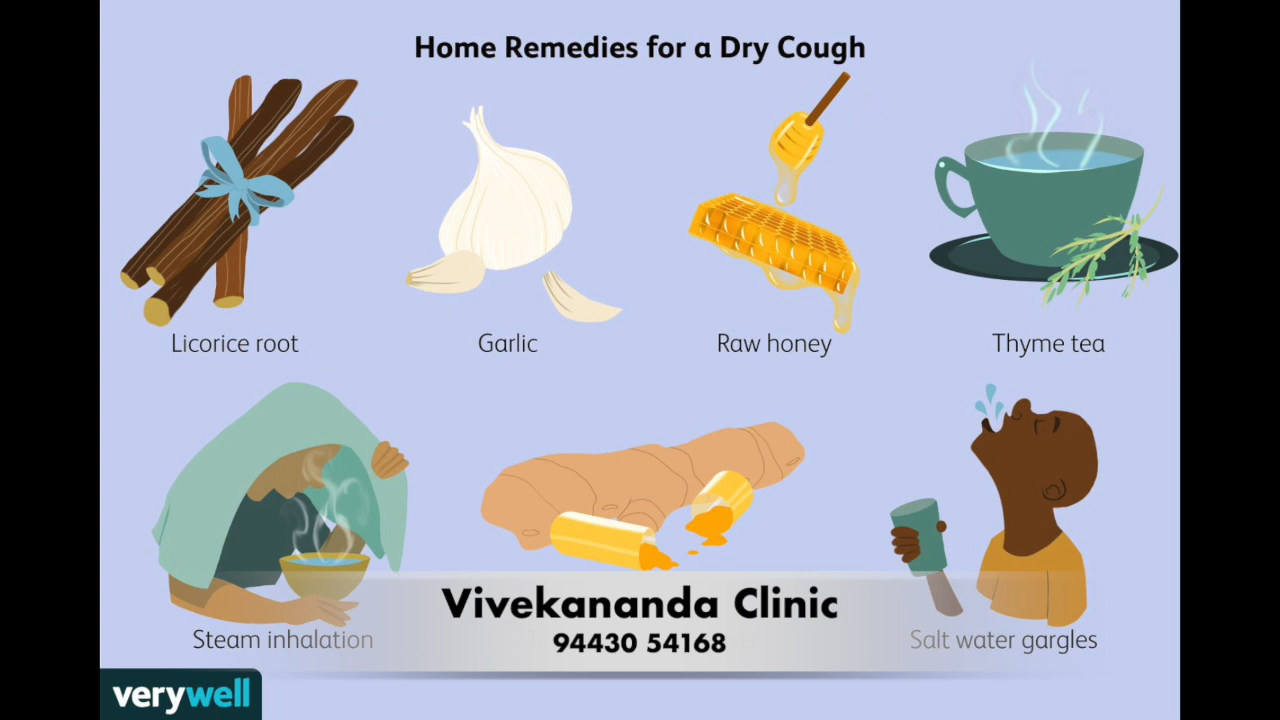 Home Remedies for a Dry Cough
Licorice root
Garlic
Raw honey
Thyme tea
Steam inhalation
Salt water gargles
Vivekananda Clinic
94430 54168
verywell